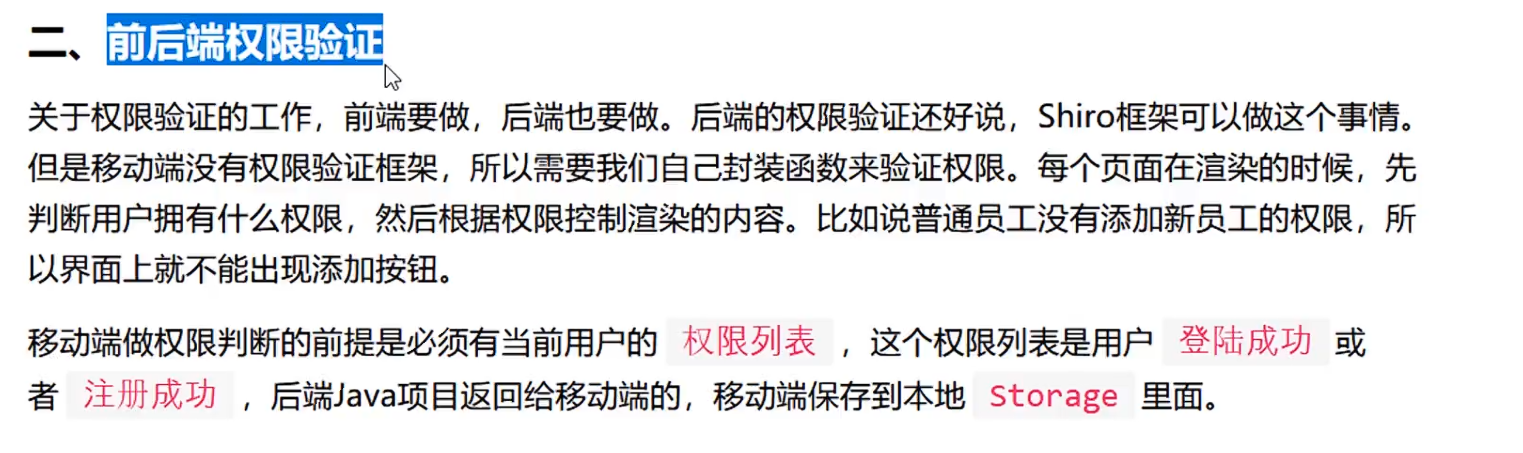 二、前后端权限验证
关于权限验证的工作，前端要做，后端也要做。后端的权限验证还好说，Shiro框架可以做这个事情。
但是移动端没有权限验证框架，所以需要我们自己封装函数来验证权限。每个页面在渲染的时候，先
判断用户拥有什么权限，然后根据权限控制渲染的内容。比如说普通员工没有添加新员工的权限，所
以界面上就不能出现添加按钮。
移动端做权限判断的前提是必须有当前用户的 权限列表 ，这个权限列表是用户 登陆成功 或
者 注册成功 ，后端Java项目返回给移动端的，移动端保存到本地 Storage 里面。